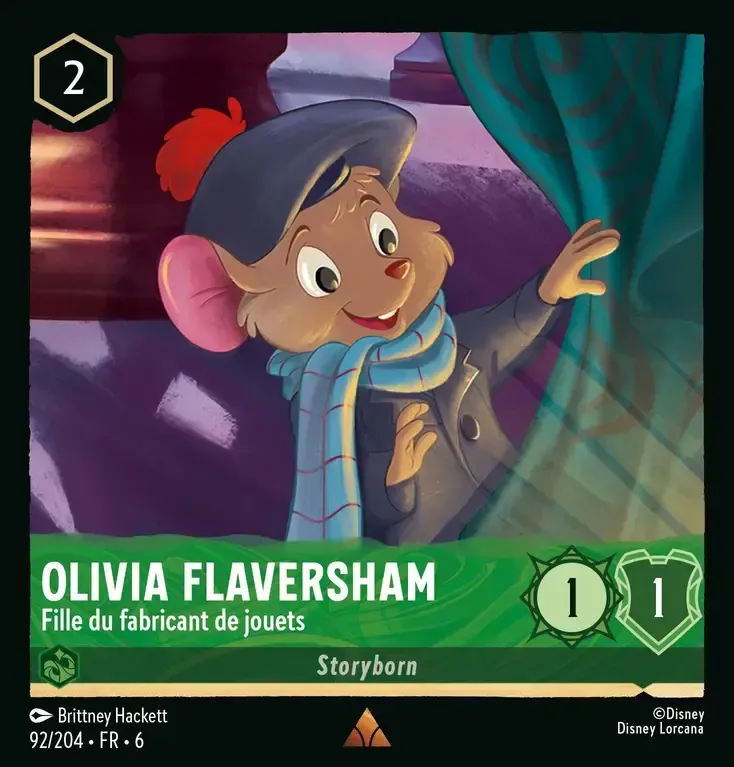 2
OLIVIA FLAVERSHAM
Fille du fabricant de jouets
1
1
Storyborn
Brittney Hackett
92/204 • FR • 6
©Disney
Disney Lorcana